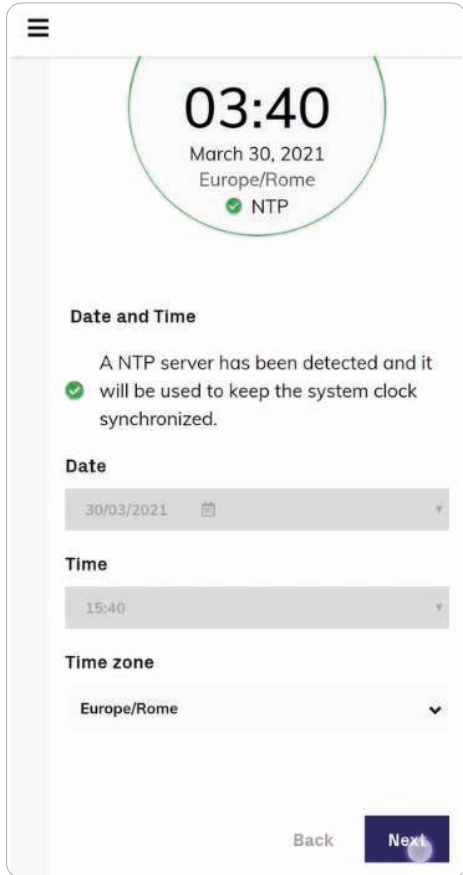 03:40
March 30, 2021
Europe/Rome
NTP
Date and Time
A NTP server has been detected and it
will be used to keep the system clock
synchronized.
Date
30/03/2021
Time
15:40
Time zone
Europe/Rome
Back Next